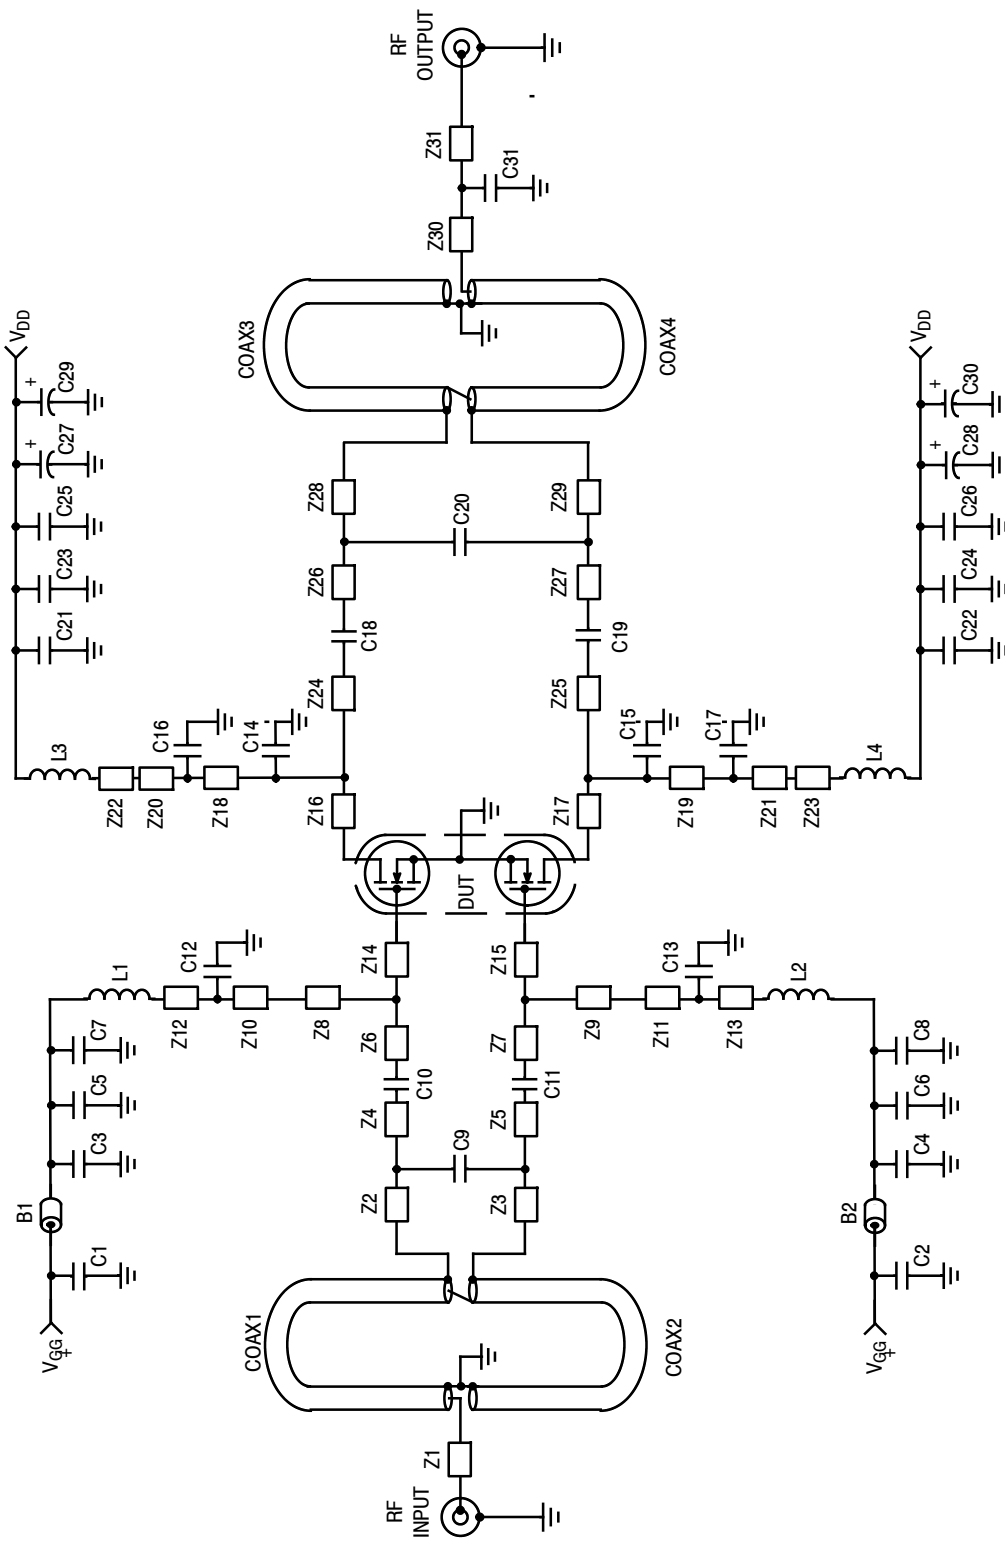 RF
OUTPUT
Z31
C31
Z30
COAX3
COAX4
VDD
+
C29
+
C27
C25
C23
C21
VDD
+
C30
+
C28
C26
C24
C22
Z28
Z29
C20
Z26
Z27
C18
C19
Z24
Z25
L3
C16
C14
Z22
Z20
Z18
Z16
C15
C17
L4
Z17
Z19
Z21
Z23
DUT
L1
C12
Z14
Z12
Z10
Z8
Z15
C13
L2
Z9
Z11
Z13
C7
C5
C3
B1
C1
VGG
+
Z6
C10
Z4
Z7
C11
Z5
C9
Z2
Z3
C8
C6
C4
B2
C2
VGG
+
COAX1
COAX2
Z1
RF
INPUT